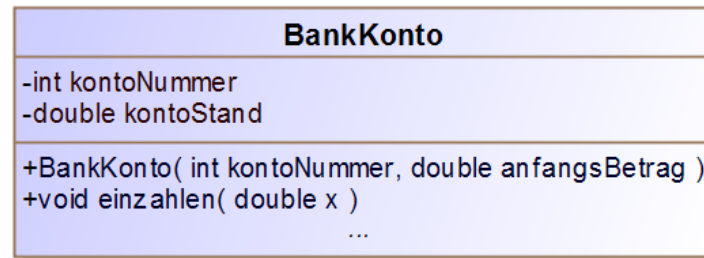 BankKonto
-int kontoNummer
-double kontoStand
+BankKonto( int kontoNummer, double anfangsBetrag )
+void einzahlen( double x )
...